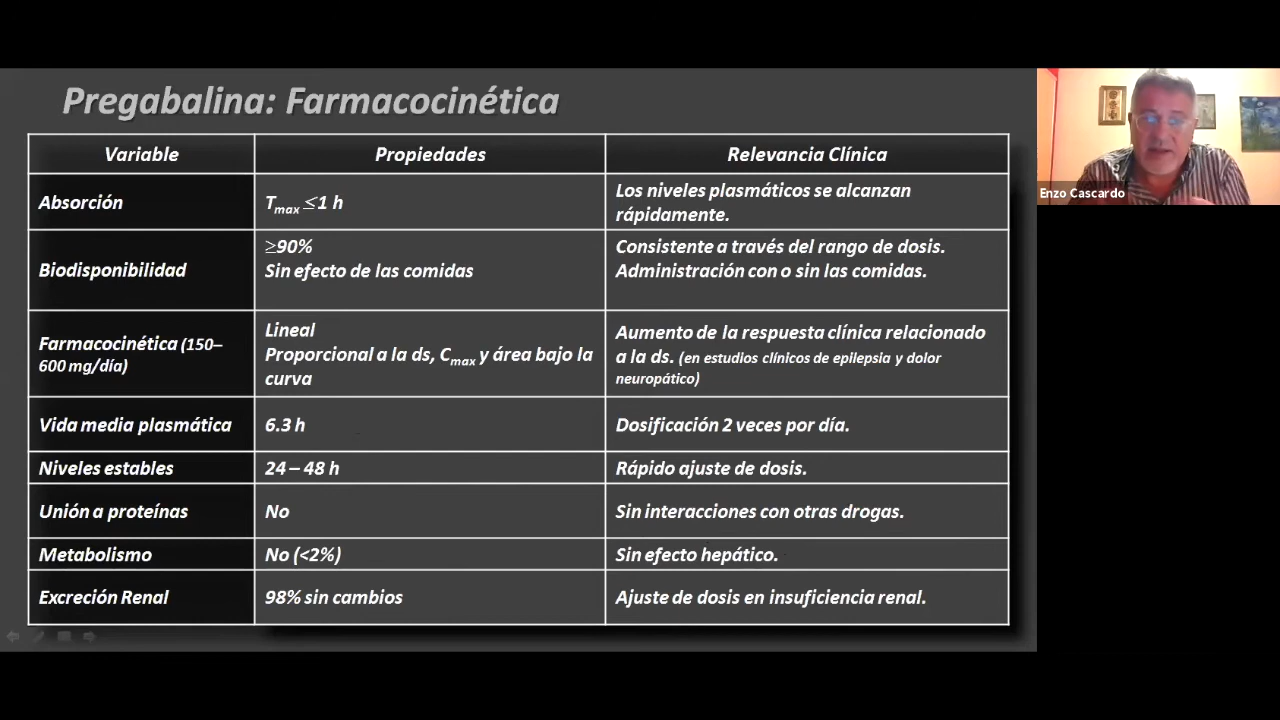 Pregabalina: Farmacocinética
Variable
Propiedades
Relevancia Clínica
Absorción
Tmax ≤1 h
Los niveles plasmáticos se alcanzan
rápidamente.
Biodisponibilidad
≥90%
Sin efecto de las comidas
Consistente a través del rango de dosis.
Administración con o sin las comidas.
Farmacocinética (150–
600 mg/día)
Lineal
Proporcional a la ds, Cmax y área bajo la
curva
Aumento de la respuesta clínica relacionado
a la ds. (en estudios clínicos de epilepsia y dolor
neuropático)
Vida media plasmática
6.3 h
Dosificación 2 veces por día.
Niveles estables
24 – 48 h
Rápido ajuste de dosis.
Unión a proteínas
No
Sin interacciones con otras drogas.
Metabolismo
No (<2%)
Sin efecto hepático.
Excreción Renal
98% sin cambios
Ajuste de dosis en insuficiencia renal.
Enzo Cascardo